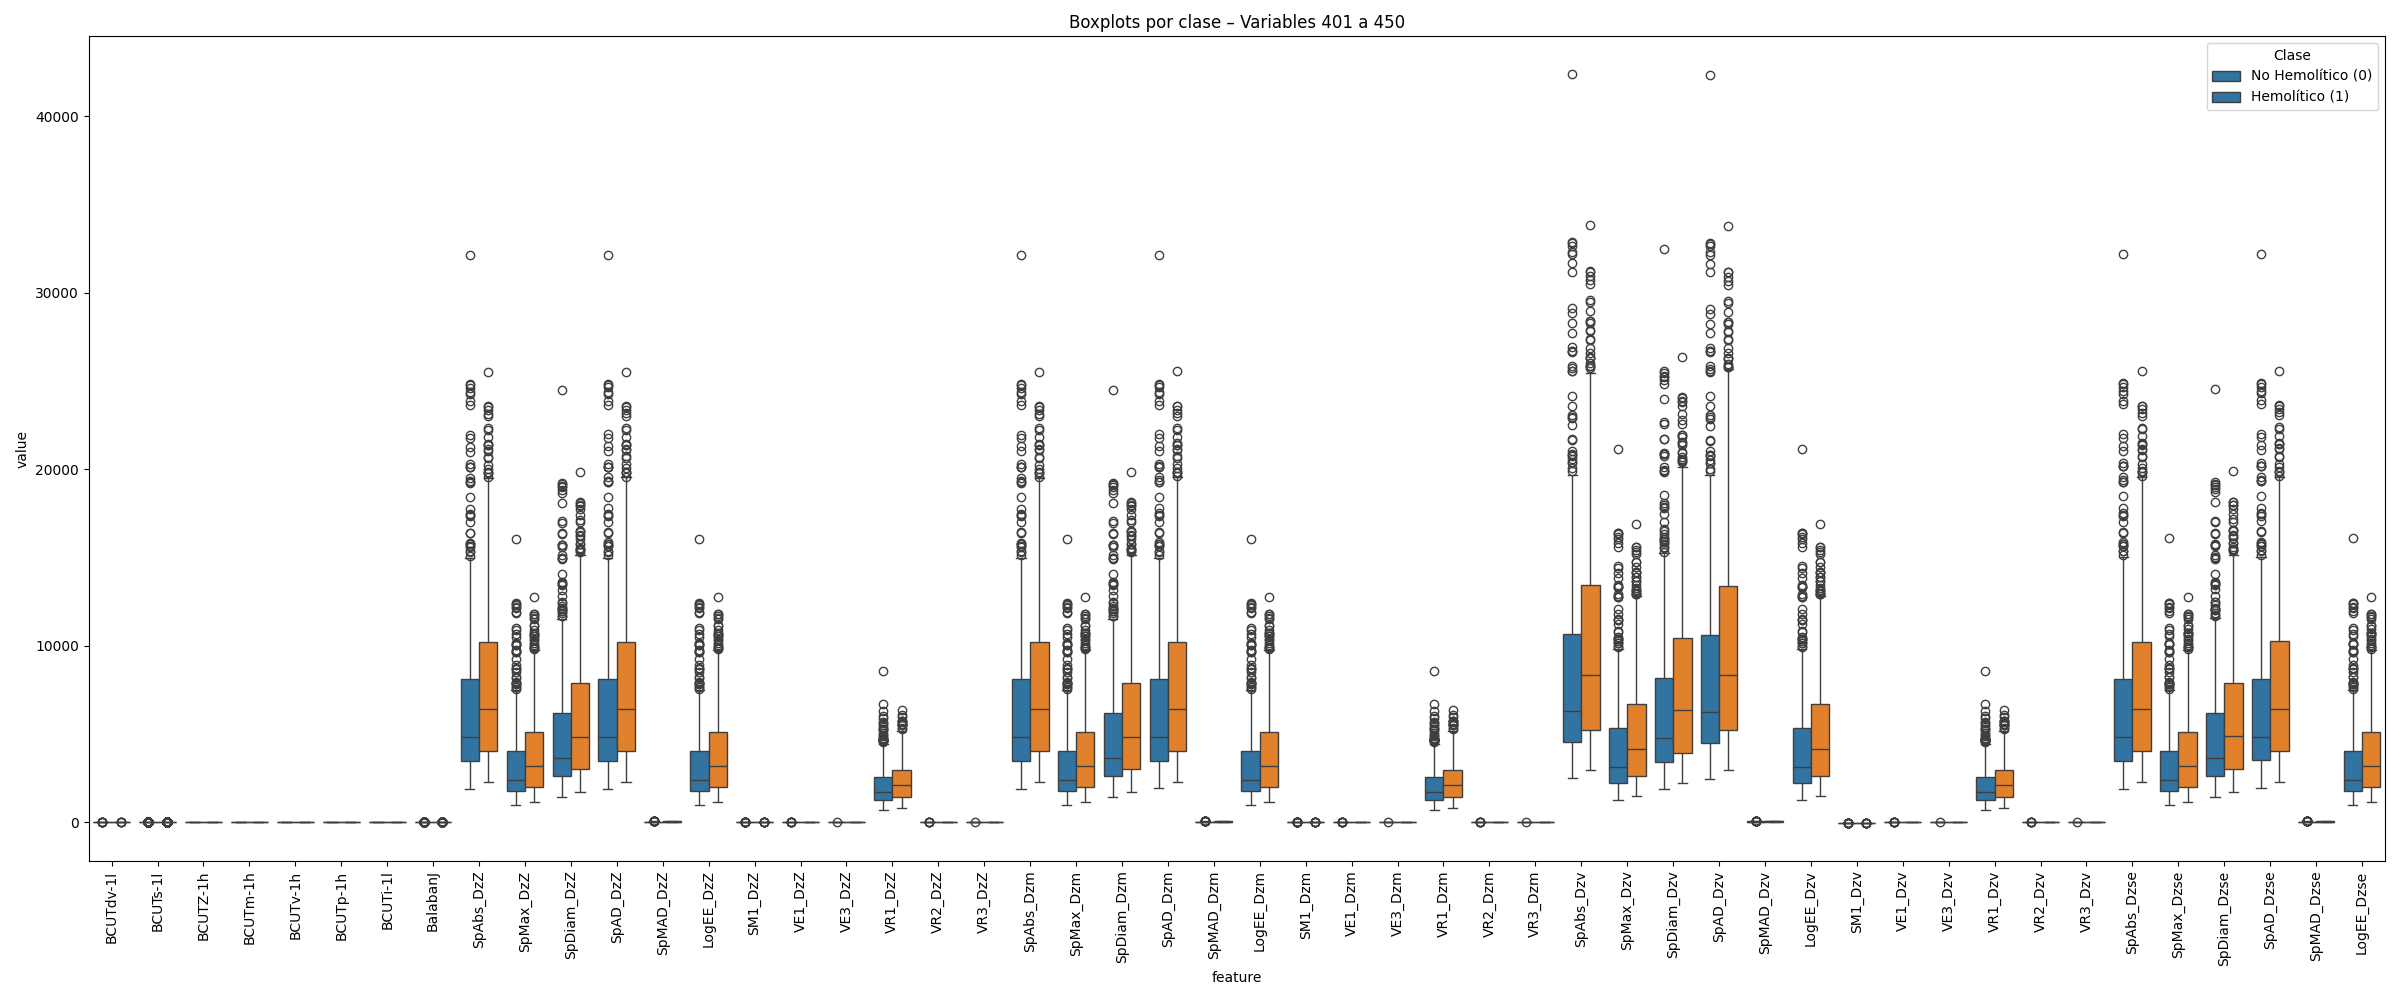 Boxplots por clase – Variables 401 a 450
Clase
No Hemolítico (0)
Hemolítico (1)
value
40000
30000
20000
10000
0
BCUTdv-1l
BCUTs-1l
BCUTZ-1h
BCUTm-1h
BCUTv-1h
BCUTp-1h
BCUTi-1l
BalabanJ
SpAbs_DzZ
SpMax_DzZ
SpDiam_DzZ
SpAD_DzZ
SpMAD_DzZ
LogEE_DzZ
SM1_DzZ
VE1_DzZ
VE3_DzZ
VR1_DzZ
VR2_DzZ
VR3_DzZ
SpAbs_Dzm
SpMax_Dzm
SpDiam_Dzm
SpAD_Dzm
SpMAD_Dzm
LogEE_Dzm
SM1_Dzm
VE1_Dzm
VE3_Dzm
VR1_Dzm
VR2_Dzm
VR3_Dzm
SpAbs_Dzv
SpMax_Dzv
SpDiam_Dzv
SpAD_Dzv
SpMAD_Dzv
LogEE_Dzv
SM1_Dzv
VE1_Dzv
VE3_Dzv
VR1_Dzv
VR2_Dzv
VR3_Dzv
SpAbs_Dzse
SpMax_Dzse
SpDiam_Dzse
SpAD_Dzse
SpMAD_Dzse
LogEE_Dzse
feature